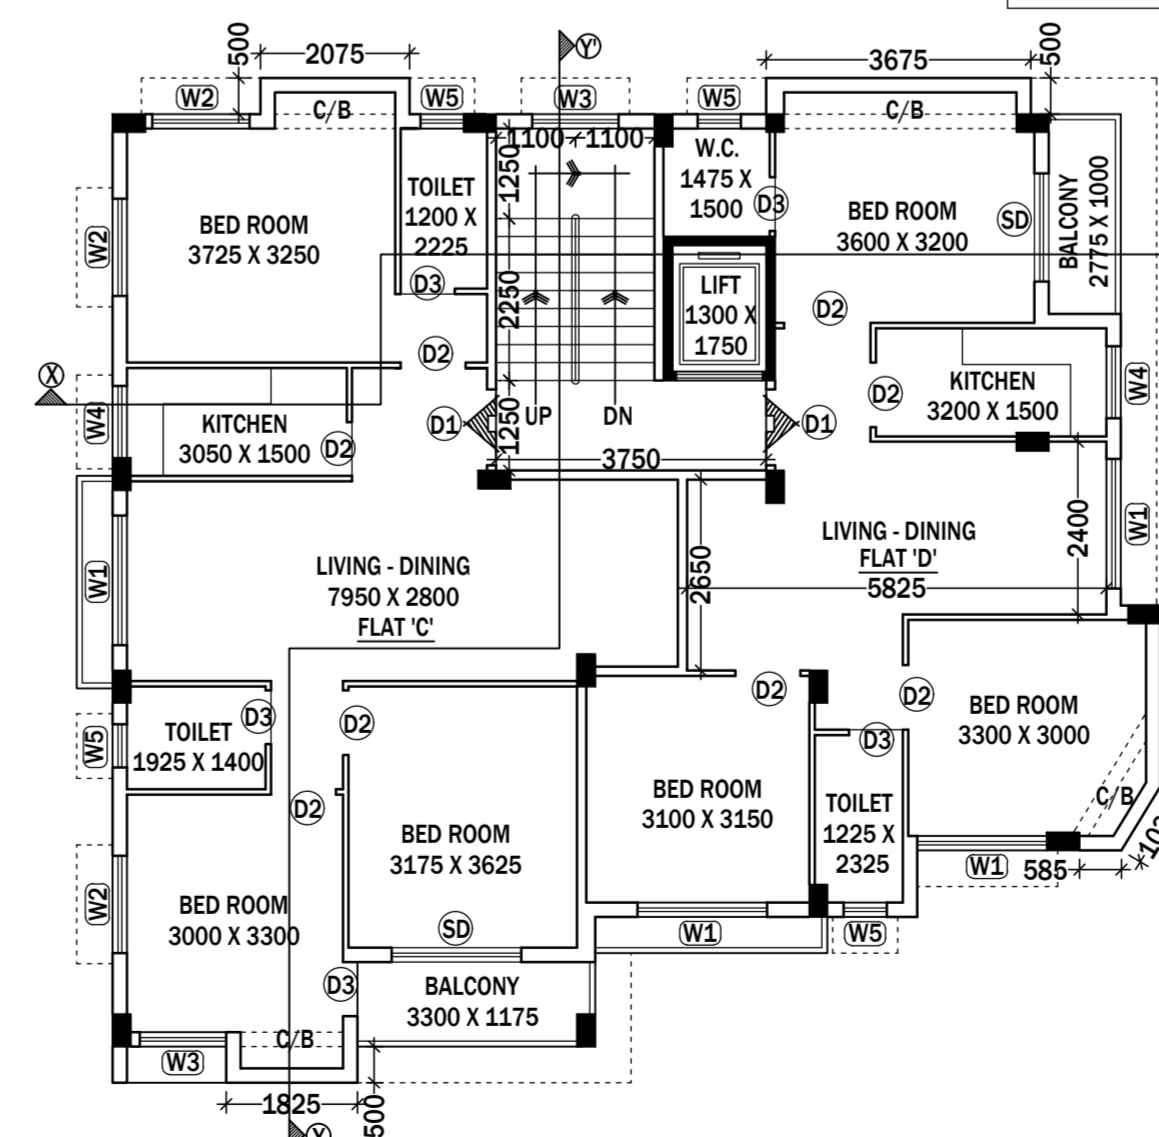 500
2075
Y'
3675
500
W2
C/B
W5
W3
W5
C/B
1100
1100
1250
W.C.
1475 X
1500
D3
TOILET
1200 X
2225
BED ROOM
3725 X 3250
BED ROOM
3600 X 3200
SD
BALCONY
2775 X 1000
W2
D3
2250
LIFT
1300 X
1750
D2
D2
X
KITCHEN
3200 X 1500
W4
D2
W4
KITCHEN
3050 X 1500
D2
D1
UP
DN
1250
D1
3750
LIVING - DINING
FLAT 'D'
5825
2400
W1
2650
LIVING - DINING
7950 X 2800
FLAT 'C'
W1
D3
D2
D2
D2
TOILET
1925 X 1400
W5
BED ROOM
3300 X 3000
D3
D2
BED ROOM
3100 X 3150
TOILET
1225 X
2325
C/B
BED ROOM
3175 X 3625
W1
585
W2
BED ROOM
3000 X 3300
SD
W1
W5
D3
BALCONY
3300 X 1175
C/B
W3
1825
500
Y